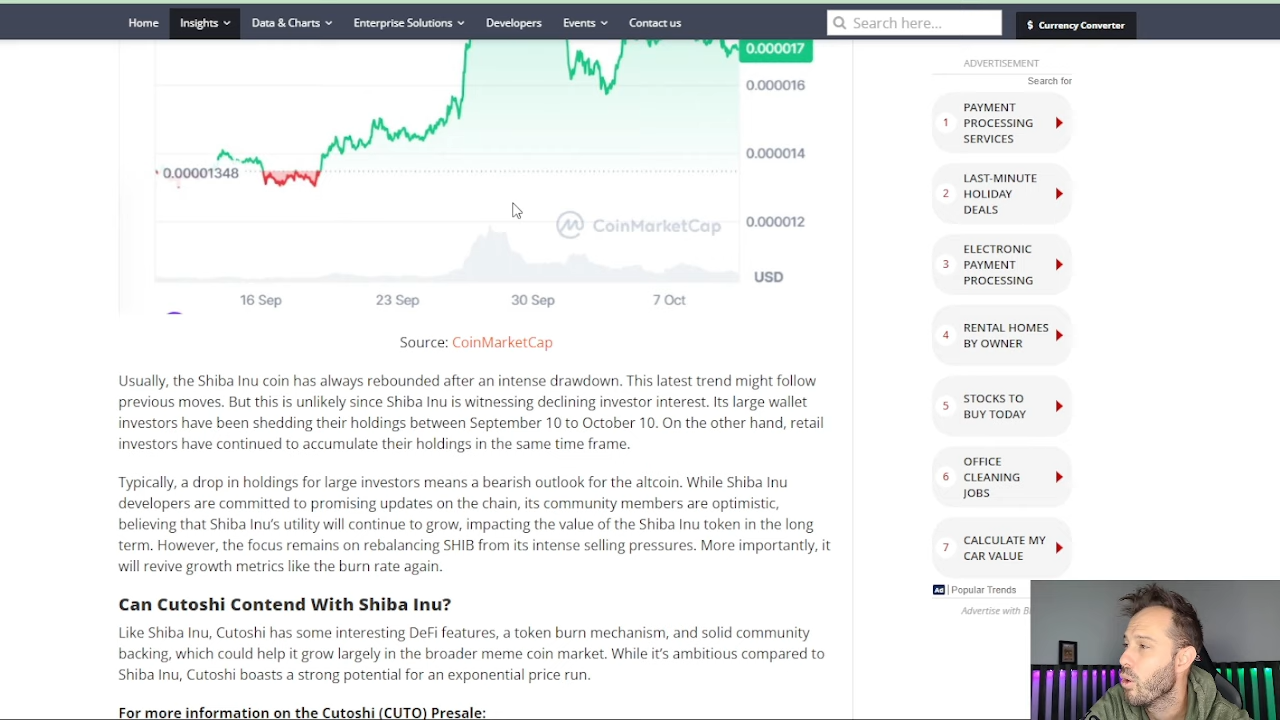 Home Insights Data & Charts Enterprise Solutions Developers Events Contact us Search here... $ Currency Converter
0.000017
0.000016
0.000014
0.00001348
0.000012
CoinMarketCap
USD
16 Sep 23 Sep 30 Sep 7 Oct
Source: CoinMarketCap
Usually, the Shiba Inu coin has always rebounded after an intense drawdown. This latest trend might follow
previous moves. But this is unlikely since Shiba Inu is witnessing declining investor interest. Its large wallet
investors have been shedding their holdings between September 10 to October 10. On the other hand, retail
investors have continued to accumulate their holdings in the same time frame.
Typically, a drop in holdings for large investors means a bearish outlook for the altcoin. While Shiba Inu
developers are committed to promising updates on the chain, its community members are optimistic,
believing that Shiba Inu's utility will continue to grow, impacting the value of the Shiba Inu token in the long
term. However, the focus remains on rebalancing SHIB from its intense selling pressures. More importantly, it
will revive growth metrics like the burn rate again.
Can Cutoshi Contend With Shiba Inu?
Like Shiba Inu, Cutoshi has some interesting DeFi features, a token burn mechanism, and solid community
backing, which could help it grow largely in the broader meme coin market. While it's ambitious compared to
Shiba Inu, Cutoshi boasts a strong potential for an exponential price run.
For more information on the Cutoshi (CUTO) Presale:
ADVERTISEMENT
Search for
1 PAYMENT
PROCESSING
SERVICES
2 LAST-MINUTE
HOLIDAY
DEALS
3 ELECTRONIC
PAYMENT
PROCESSING
4 RENTAL HOMES
BY OWNER
5 STOCKS TO
BUY TODAY
6 OFFICE
CLEANING
JOBS
7 CALCULATE MY
CAR VALUE
Ad | Popular Trends
Advertise with